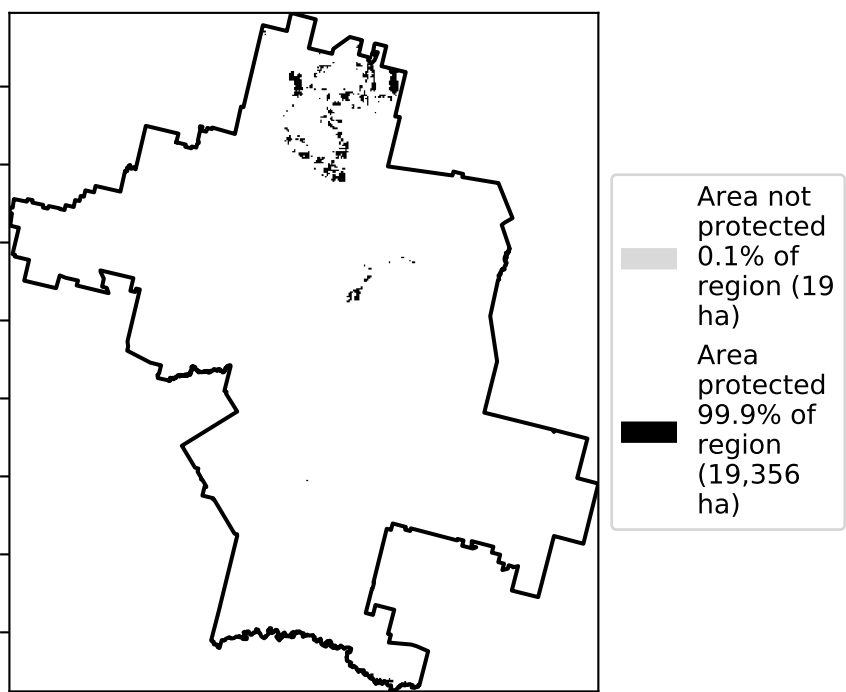 Area not
protected
0.1% of
region (19
ha)
Area
protected
99.9% of
region
(19,356
ha)